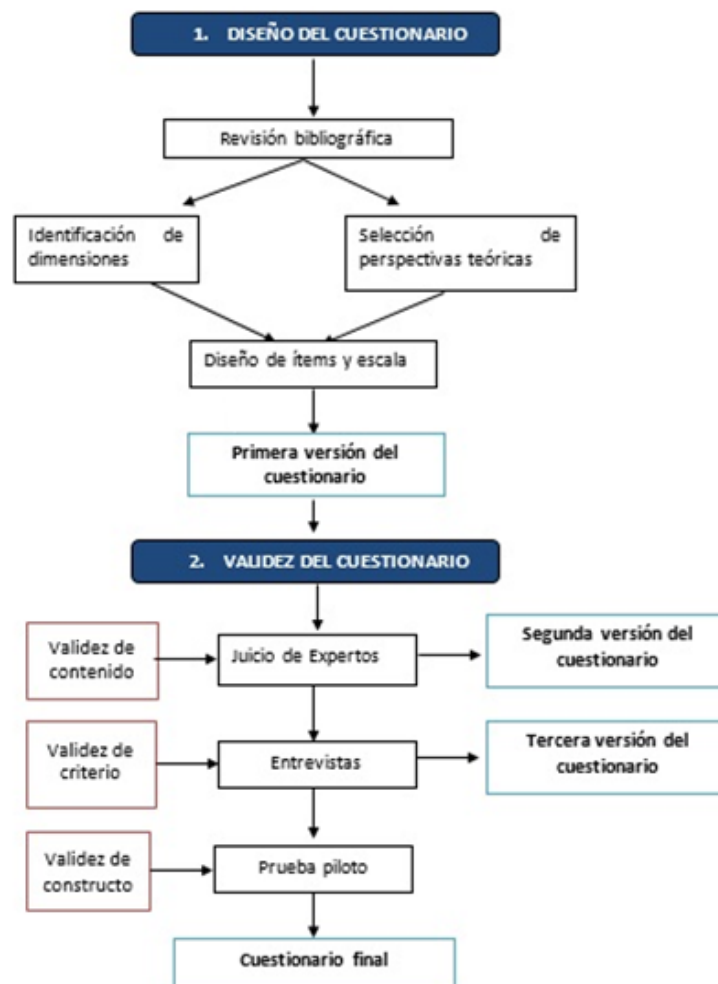 1. DISEÑO DEL CUESTIONARIO
Revisión bibliográfica
Identificación de
dimensiones
Selección de
perspectivas teóricas
Diseño de ítems y escala
Primera versión del
cuestionario
2. VALIDEZ DEL CUESTIONARIO
Validez de
contenido
Juicio de Expertos
Segunda versión del
cuestionario
Validez de
criterio
Entrevistas
Tercera versión del
cuestionario
Validez de
constructo
Prueba piloto
Cuestionario final